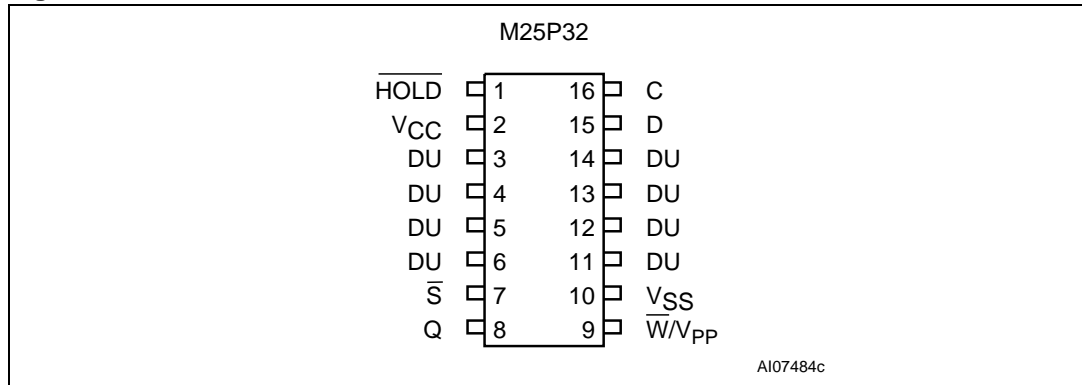 M25P32
HOLD 1 16 C
VCC 2 15 D
DU 3 14 DU
DU 4 13 DU
DU 5 12 DU
DU 6 11 DU
S 7 10 VSS
Q 8 9 W/VPP
AI07484c